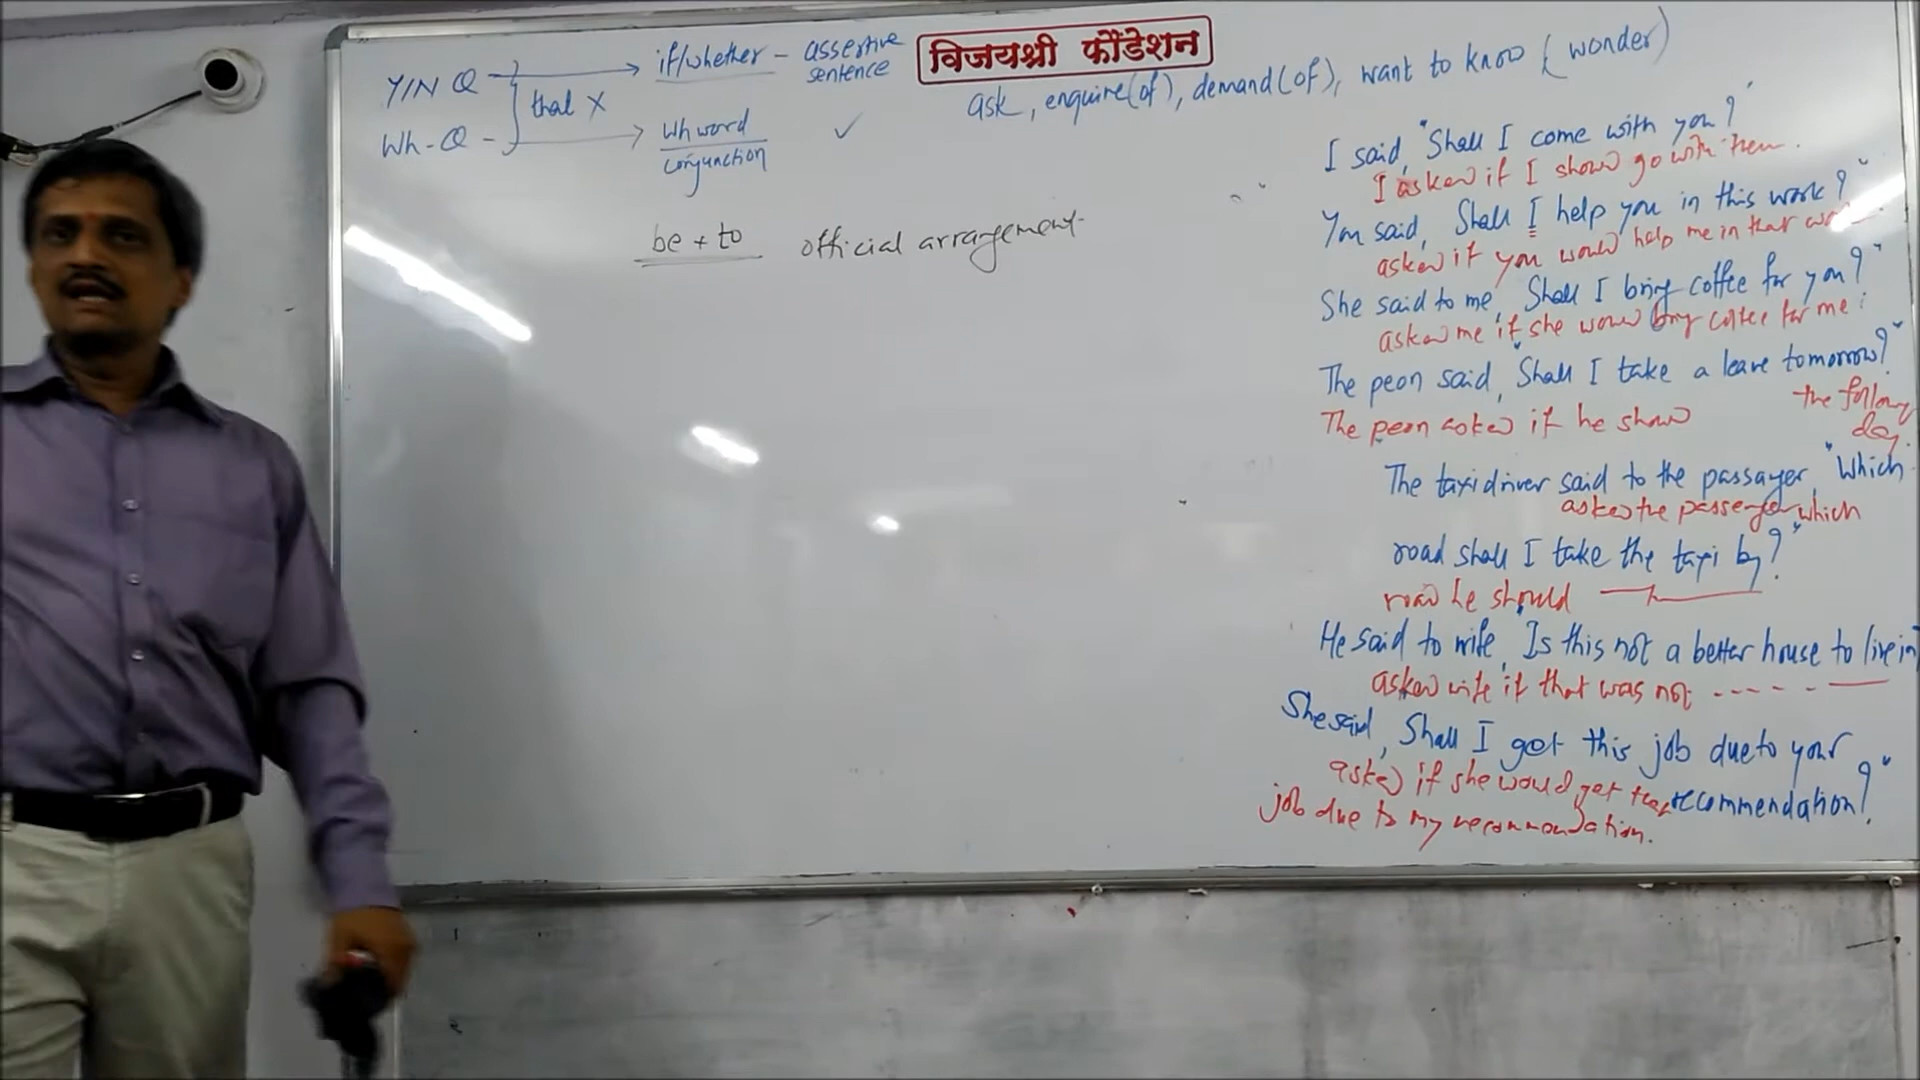 विजयश्री फौंडेशन
Y/N Q → if/whether - assertive sentence
that X
Wh-Q - → wh word ✓
conjunction
ask, enquire(of), demand(of), want to know (wonder)
be + to official arrangement
I said, "Shall I come with you?"
I asked if I should go with them.
You said, Shall I help you in this work?"
asked if you would help me in that
She said to me, Shall I bring coffee for you?"
asked me if she would bring coffee for me.
The peon said, "Shall I take a leave tomorrow?"
The peon asked if he should the following day.
The taxi driver said to the passayer, "Which
asked the passenger which
road shall I take the taxi by?"
road he should
He said to wife, Is this not a better house to live in
asked wife if that was not - - - - -
She said, Shall I get this job due to your
recommendation?"
asked if she would get that
job due to my recommendation.